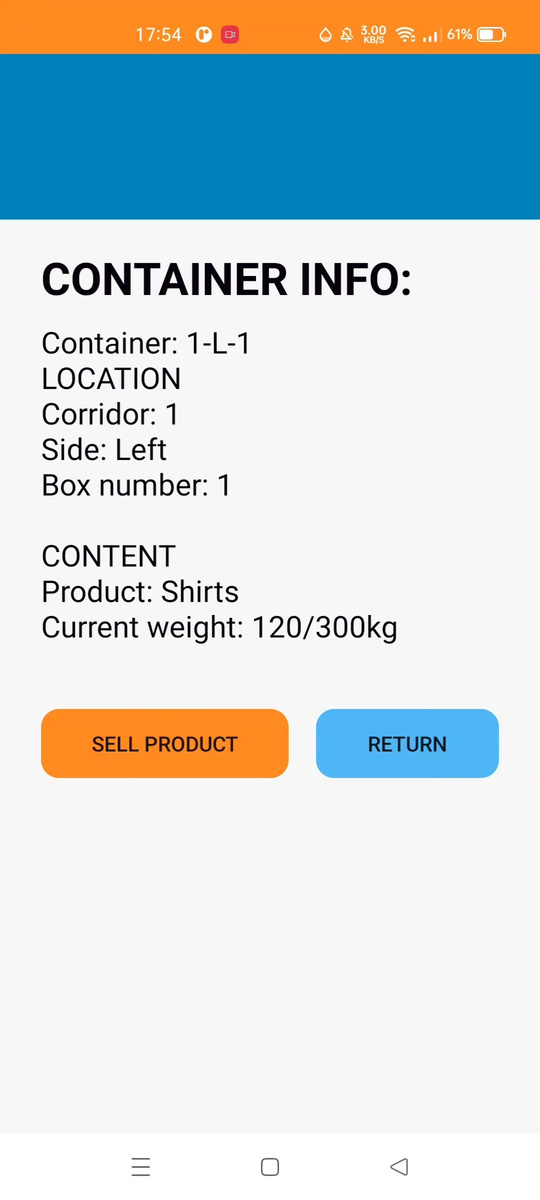 17:54
3.00
KB/S
61%
CONTAINER INFO:
Container: 1-L-1
LOCATION
Corridor: 1
Side: Left
Box number: 1
CONTENT
Product: Shirts
Current weight: 120/300kg
SELL PRODUCT
RETURN